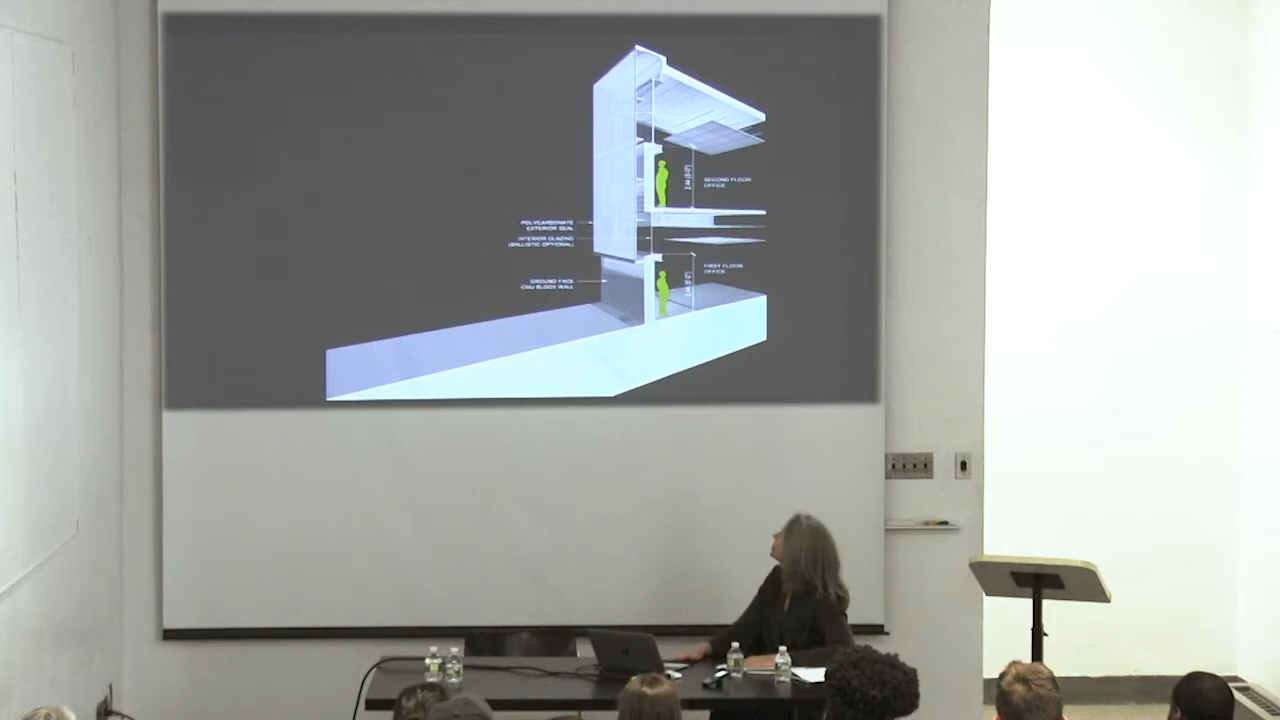 SECOND FLOOR
OFFICE
POLYCARBONATE
EXTERIOR SEAL
INTERIOR GLAZING
(BALLISTIC OPTIONAL)
FIRST FLOOR
OFFICE
GROUND FACE
CMU BLOCK WALL